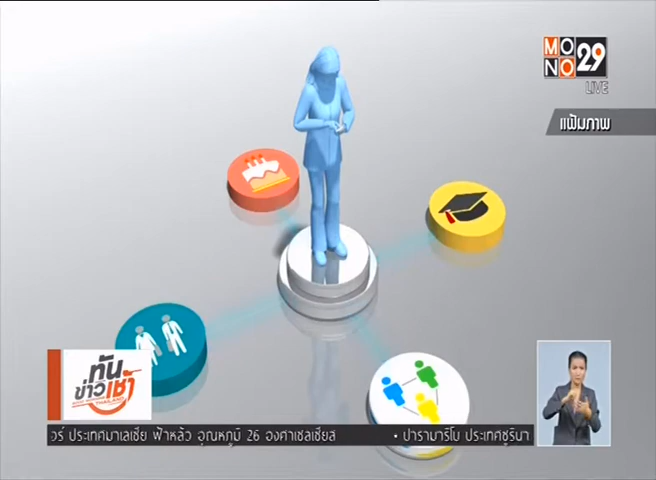 MONO 29
LIVE
แฟ้มภาพ
ทัน
ข่าวเช้า
วร์ ประเทศมาเลเซีย ฟ้าหลัว อุณหภูมิ 26 องศาเซลเซียส • ปารามาริโบ ประเทศซูรินา